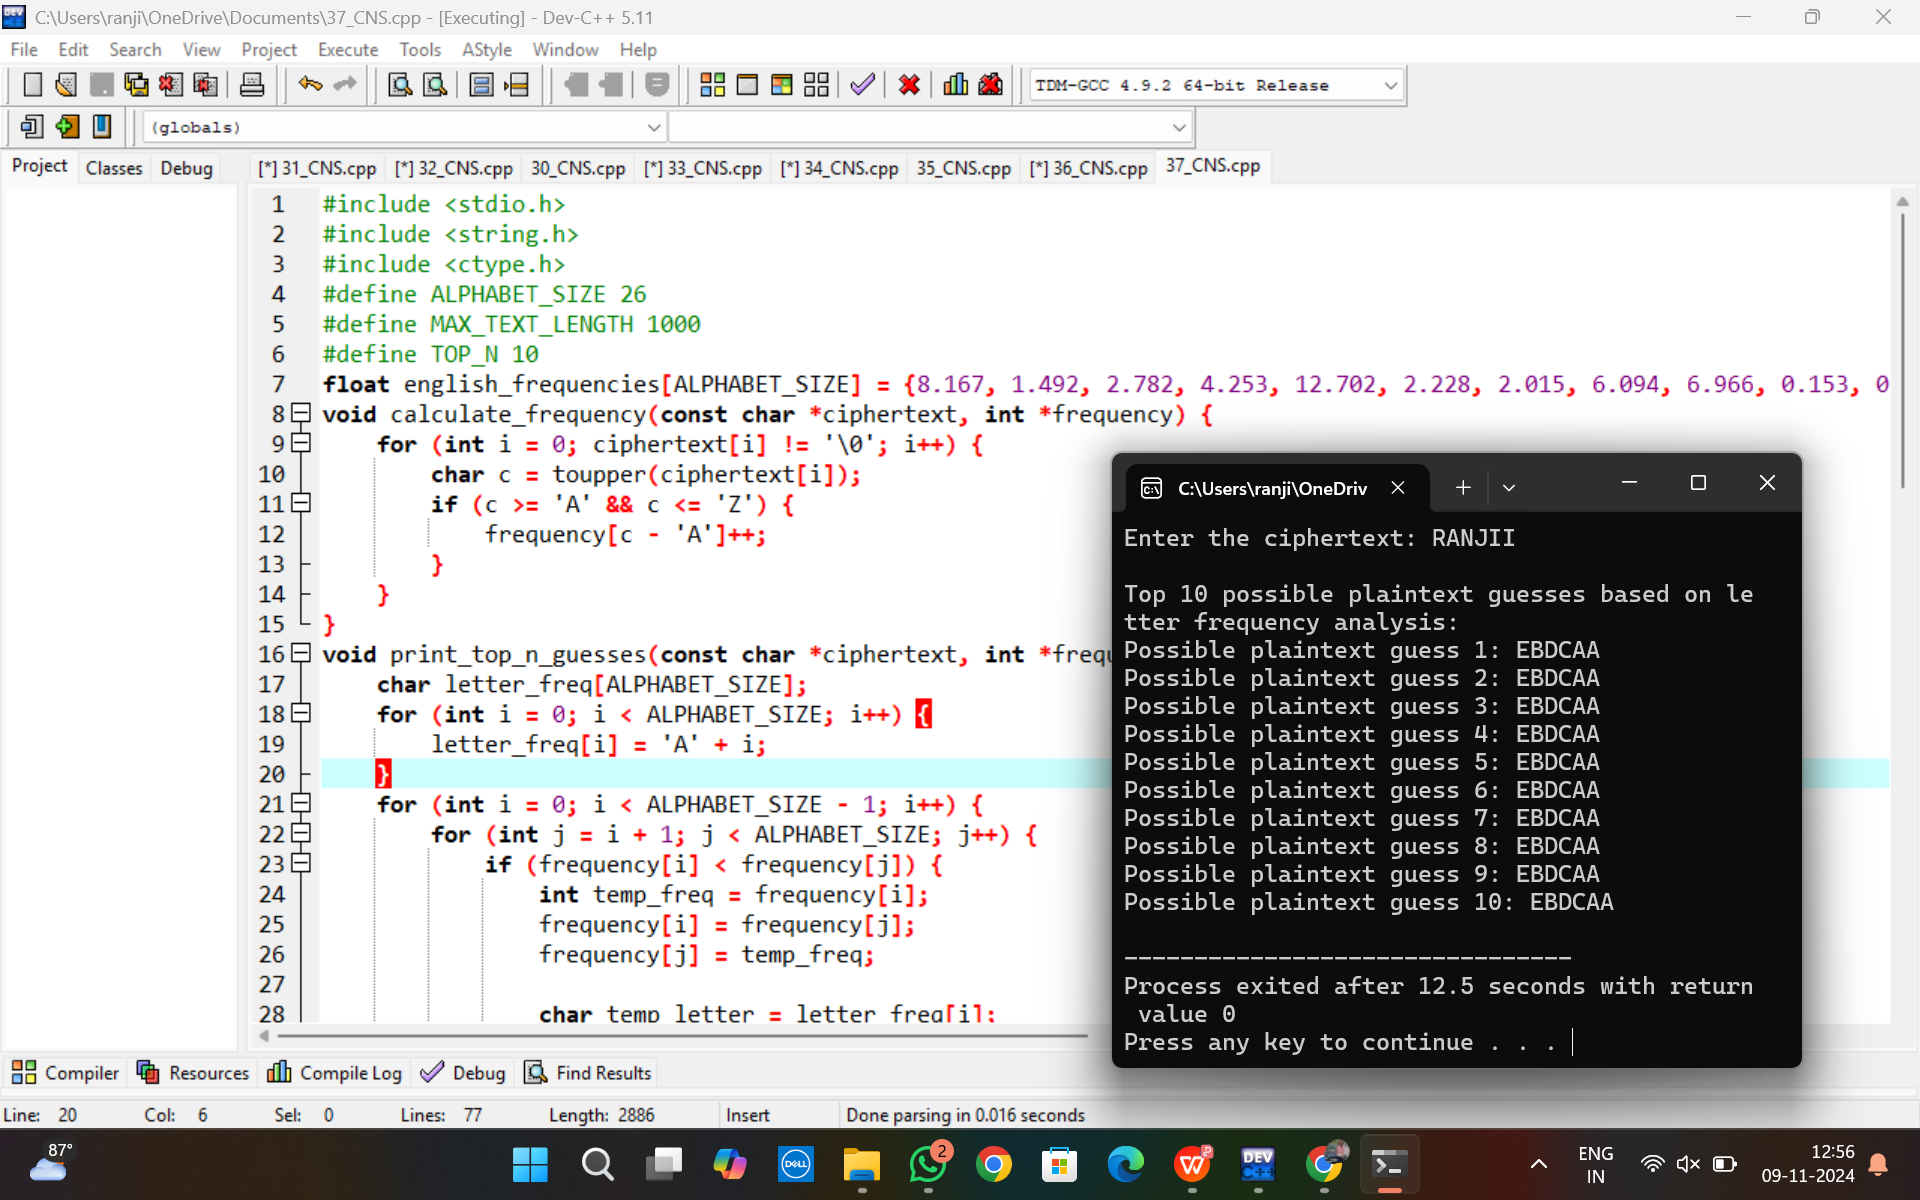 C:\Users\ranji\OneDrive\Documents\37_CNS.cpp - [Executing] - Dev-C++ 5.11
File Edit Search View Project Execute Tools AStyle Window Help
TDM-GCC 4.9.2 64-bit Release
(globals)
Project Classes Debug [*] 31_CNS.cpp [*] 32_CNS.cpp 30_CNS.cpp [*] 33_CNS.cpp [*] 34_CNS.cpp 35_CNS.cpp [*] 36_CNS.cpp 37_CNS.cpp
1 #include <stdio.h>
2 #include <string.h>
3 #include <ctype.h>
4 #define ALPHABET_SIZE 26
5 #define MAX_TEXT_LENGTH 1000
6 #define TOP_N 10
7 float english_frequencies[ALPHABET_SIZE] = {8.167, 1.492, 2.782, 4.253, 12.702, 2.228, 2.015, 6.094, 6.966, 0.153, 0
8 void calculate_frequency(const char *ciphertext, int *frequency) {
9 for (int i = 0; ciphertext[i] != '\0'; i++) {
10 char c = toupper(ciphertext[i]);
11 if (c >= 'A' && c <= 'Z') {
12 frequency[c - 'A']++;
13 }
14 }
15 }
16 void print_top_n_guesses(const char *ciphertext, int *frequ
17 char letter_freq[ALPHABET_SIZE];
18 for (int i = 0; i < ALPHABET_SIZE; i++) {
19 letter_freq[i] = 'A' + i;
20 }
21 for (int i = 0; i < ALPHABET_SIZE - 1; i++) {
22 for (int j = i + 1; j < ALPHABET_SIZE; j++) {
23 if (frequency[i] < frequency[j]) {
24 int temp_freq = frequency[i];
25 frequency[i] = frequency[j];
26 frequency[j] = temp_freq;
27
28 char temp_letter = letter_freq[i];
C:\Users\ranji\OneDriv
Enter the ciphertext: RANJII
Top 10 possible plaintext guesses based on le
tter frequency analysis:
Possible plaintext guess 1: EBDCAA
Possible plaintext guess 2: EBDCAA
Possible plaintext guess 3: EBDCAA
Possible plaintext guess 4: EBDCAA
Possible plaintext guess 5: EBDCAA
Possible plaintext guess 6: EBDCAA
Possible plaintext guess 7: EBDCAA
Possible plaintext guess 8: EBDCAA
Possible plaintext guess 9: EBDCAA
Possible plaintext guess 10: EBDCAA
--------------------------------
Process exited after 12.5 seconds with return
value 0
Press any key to continue . . .
Compiler Resources Compile Log Debug Find Results
Line: 20 Col: 6 Sel: 0 Lines: 77 Length: 2886 Insert Done parsing in 0.016 seconds
87°
DELL
2
DEV C++
ENG
IN
12:56
09-11-2024